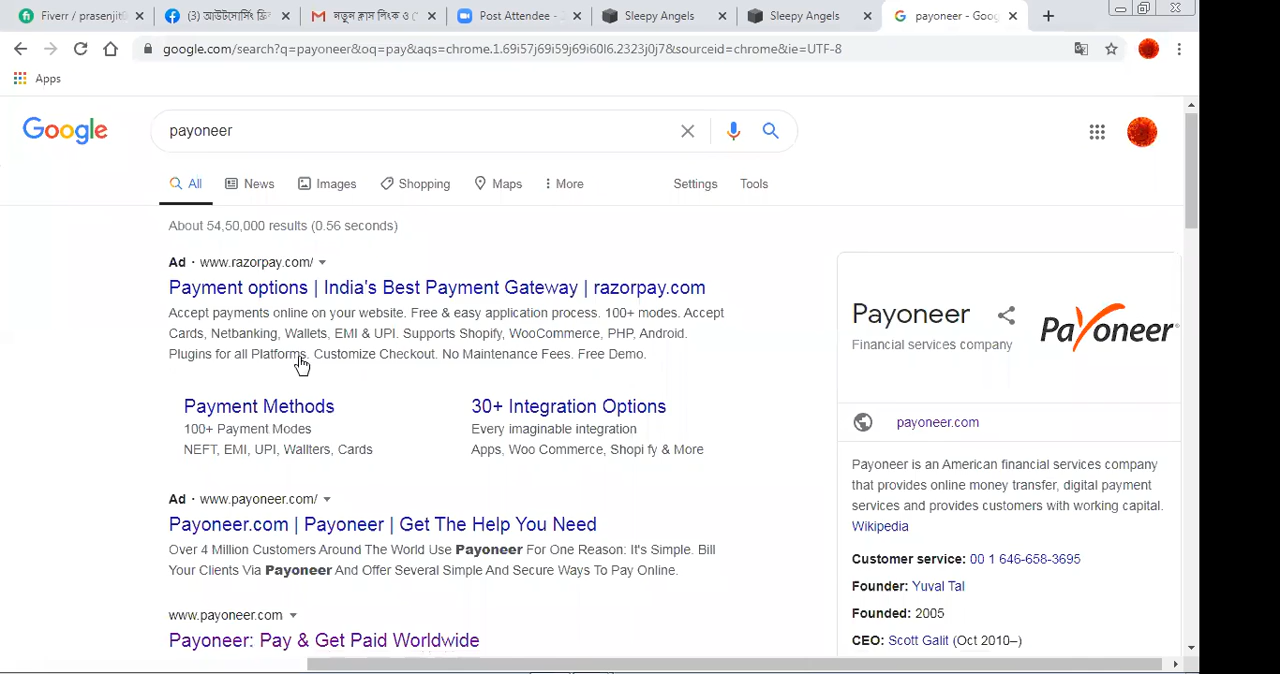 Fiverr / prasenjit
(৩) আউটসোর্সিং ফ্রি
নতুন ক্লাস লিংক ও
Post Attendee -
Sleepy Angels
Sleepy Angels
payoneer - Goog
google.com/search?q=payoneer&oq=pay&aqs=chrome.1.69i57j69i59j69i60l6.2323j0j7&sourceid=chrome&ie=UTF-8
Apps
Google
payoneer
All
News
Images
Shopping
Maps
More
Settings
Tools
About 54,50,000 results (0.56 seconds)
Ad · www.razorpay.com/
Payment options | India's Best Payment Gateway | razorpay.com
Accept payments online on your website. Free & easy application process. 100+ modes. Accept
Cards, Netbanking, Wallets, EMI & UPI. Supports Shopify, WooCommerce, PHP, Android.
Plugins for all Platforms. Customize Checkout. No Maintenance Fees. Free Demo.
Payment Methods
100+ Payment Modes
NEFT, EMI, UPI, Wallters, Cards
30+ Integration Options
Every imaginable integration
Apps, Woo Commerce, Shopi fy & More
Ad · www.payoneer.com/
Payoneer.com | Payoneer | Get The Help You Need
Over 4 Million Customers Around The World Use Payoneer For One Reason: It's Simple. Bill
Your Clients Via Payoneer And Offer Several Simple And Secure Ways To Pay Online.
www.payoneer.com
Payoneer: Pay & Get Paid Worldwide
Payoneer
Financial services company
Payoneer
payoneer.com
Payoneer is an American financial services company
that provides online money transfer, digital payment
services and provides customers with working capital.
Wikipedia
Customer service: 00 1 646-658-3695
Founder: Yuval Tal
Founded: 2005
CEO: Scott Galit (Oct 2010–)